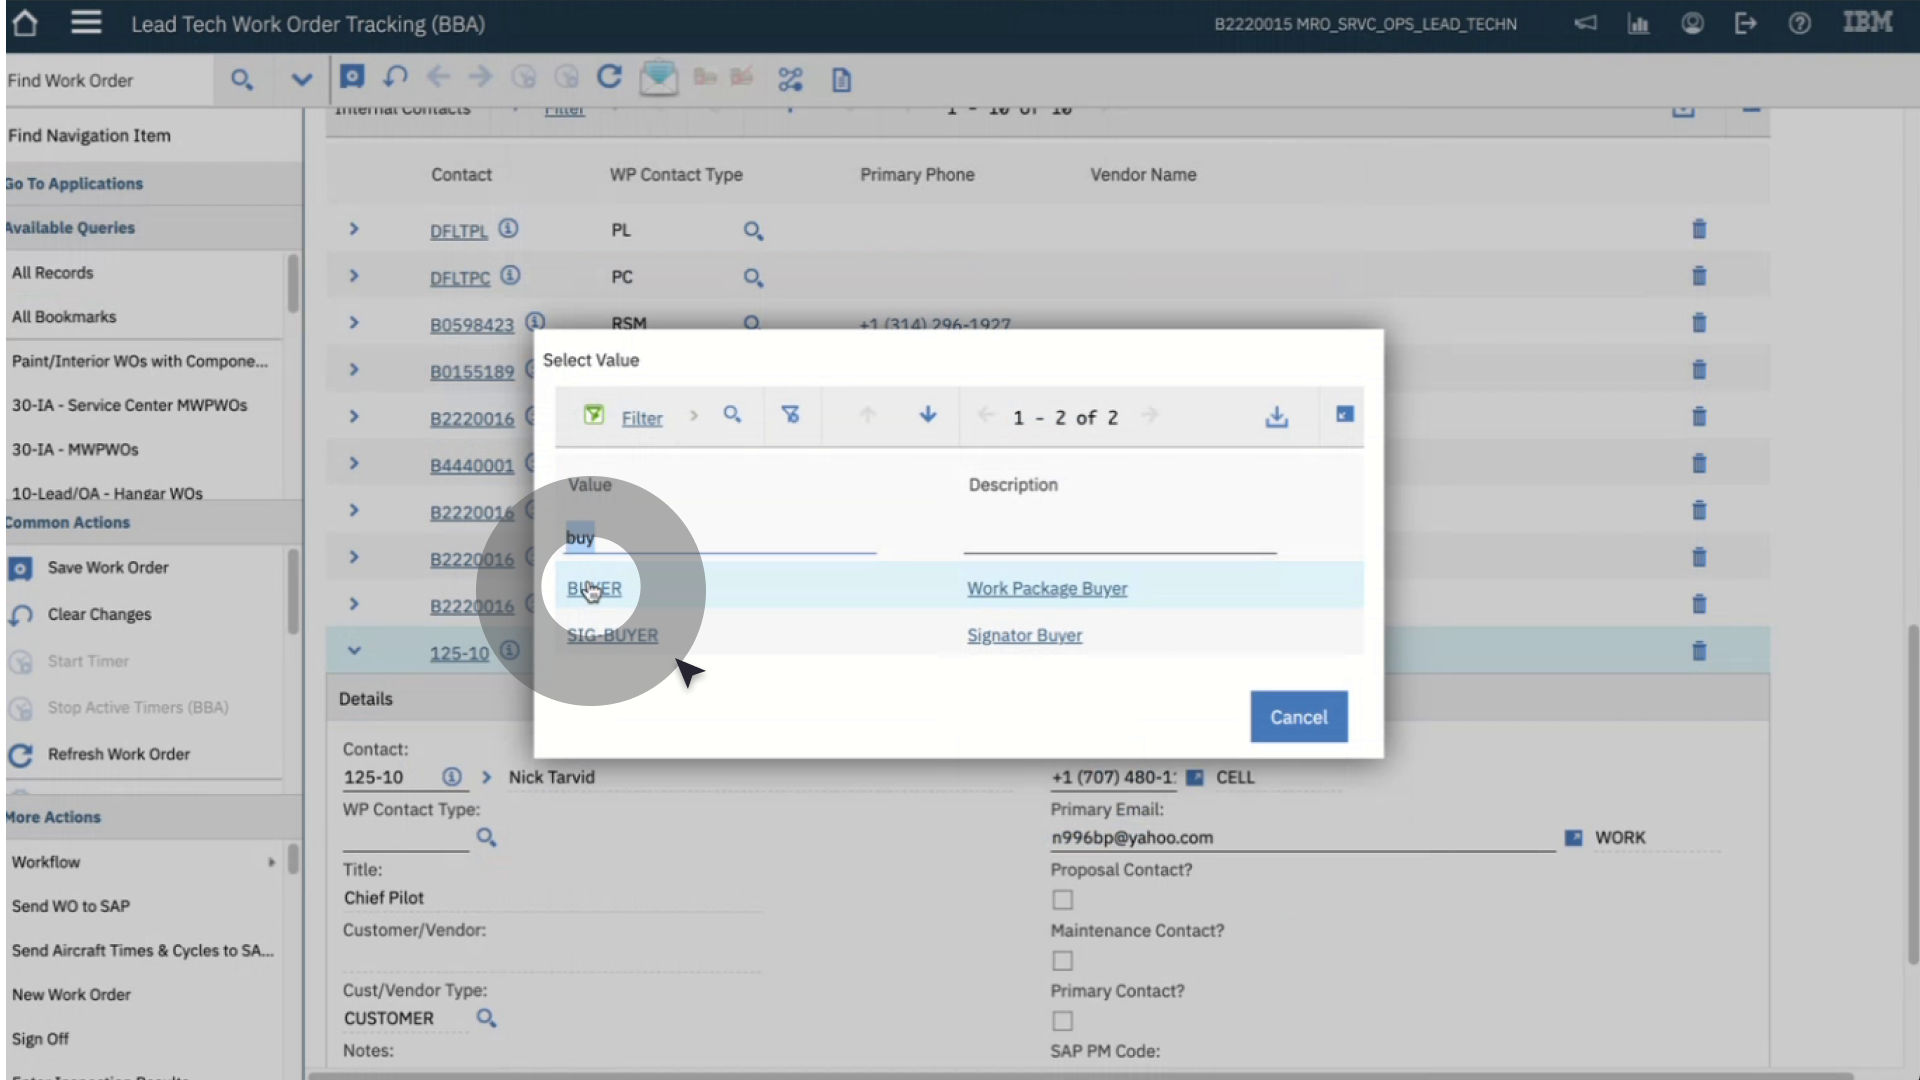 Lead Tech Work Order Tracking (BBA)
B2220015 MRO_SRVC_OPS_LEAD_TECHN
IBM
Find Work Order
Find Navigation Item
Go To Applications
Available Queries
All Records
All Bookmarks
Paint/Interior WOs with Compone...
30-IA - Service Center MWPWOs
30-IA - MWPWOs
10-Lead/OA - Hangar WOs
Common Actions
Save Work Order
Clear Changes
Start Timer
Stop Active Timers (BBA)
Refresh Work Order
More Actions
Workflow
Send WO to SAP
Send Aircraft Times & Cycles to SA...
New Work Order
Sign Off
Enter Inspection Results
Internal Contacts
Filter
1 - 10 of 10
Contact
WP Contact Type
Primary Phone
Vendor Name
DFLTPL
PL
DFLTPC
PC
B0598423
RSM
+1 (314) 296-1927
B0155189
B2220016
B4440001
B2220016
B2220016
B2220016
125-10
Select Value
Filter
1 - 2 of 2
Value
Description
buy
BUYER
Work Package Buyer
SIG-BUYER
Signator Buyer
Cancel
Details
Contact:
125-10
Nick Tarvid
+1 (707) 480-1
CELL
WP Contact Type:
Primary Email:
n996bp@yahoo.com
WORK
Title:
Chief Pilot
Proposal Contact?
Customer/Vendor:
Maintenance Contact?
Cust/Vendor Type:
CUSTOMER
Primary Contact?
Notes:
SAP PM Code: